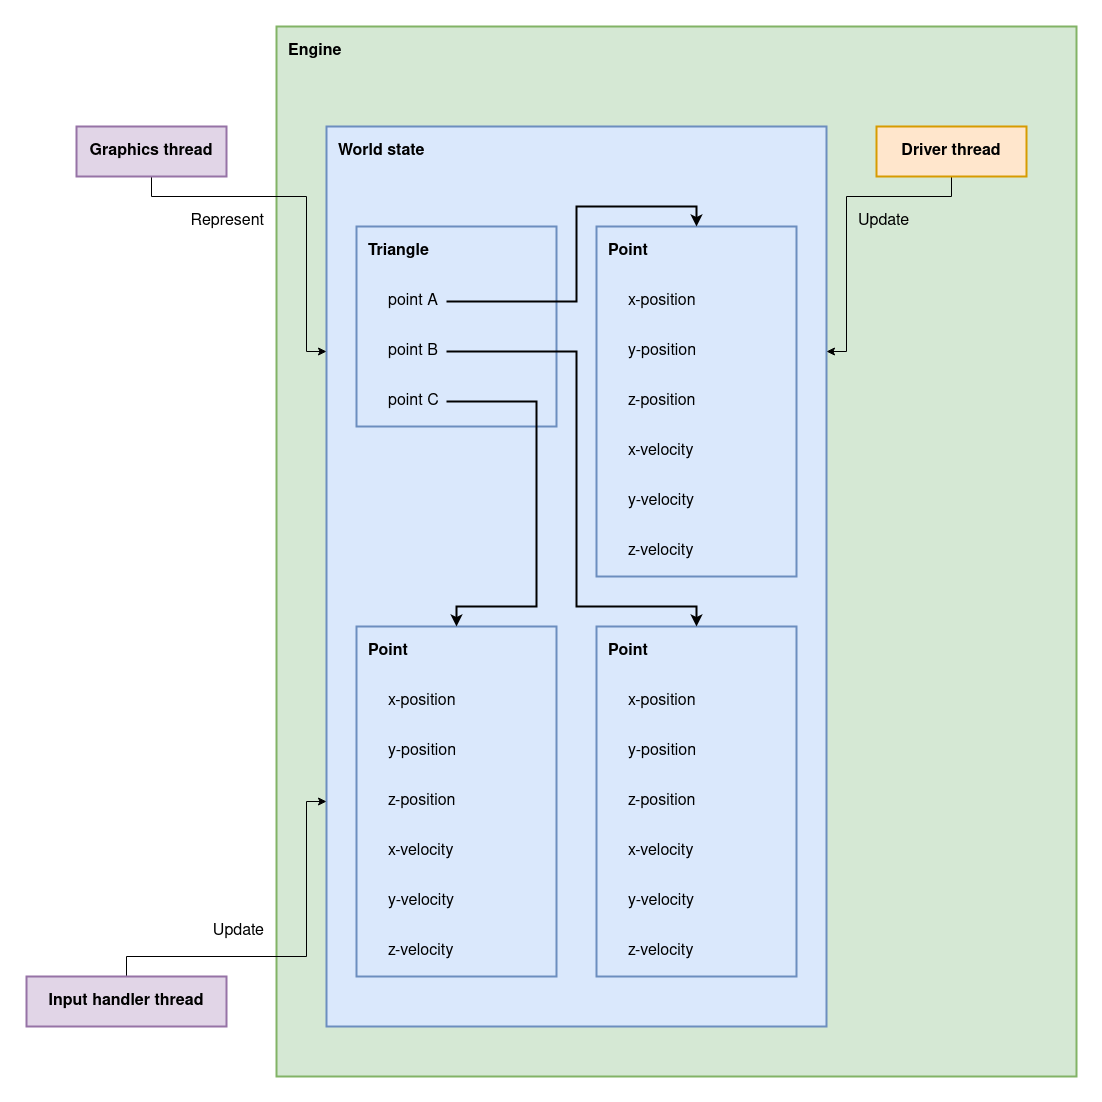 Engine
Graphics thread
World state
Driver thread
Represent
Update
Triangle
point A
point B
point C
Point
x-position
y-position
z-position
x-velocity
y-velocity
z-velocity
Point
x-position
y-position
z-position
x-velocity
y-velocity
z-velocity
Point
x-position
y-position
z-position
x-velocity
y-velocity
z-velocity
Update
Input handler thread